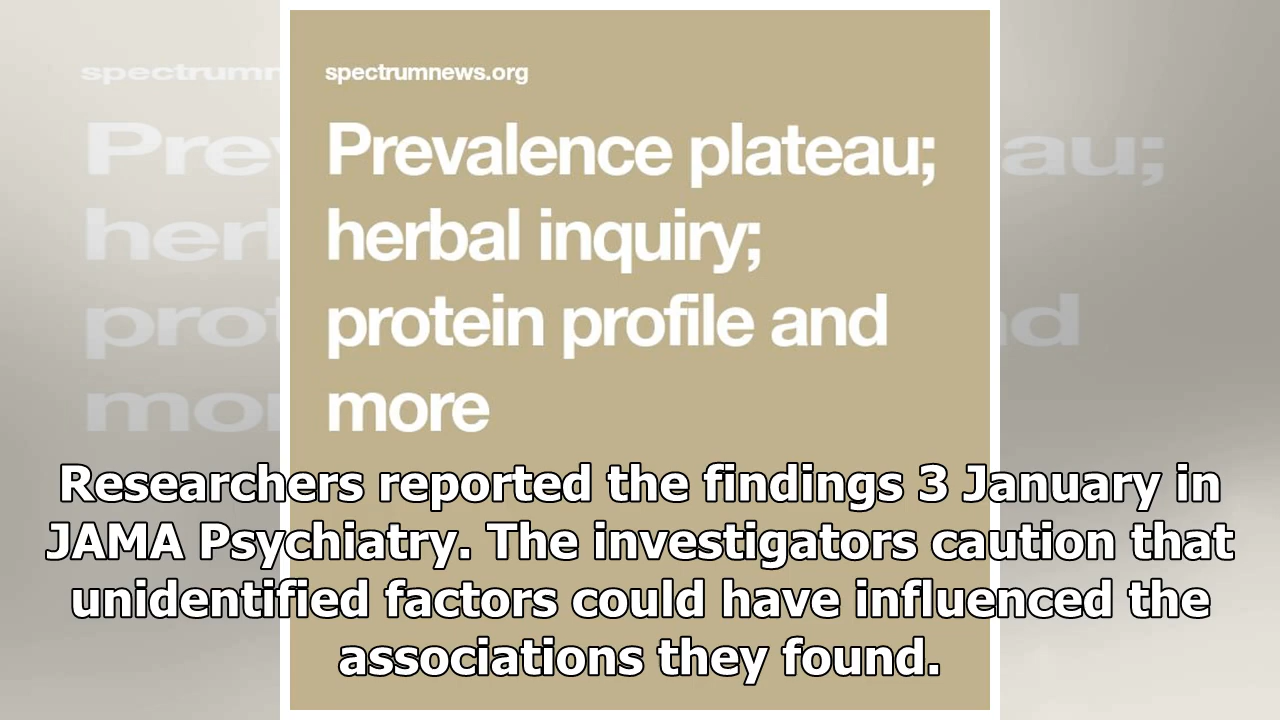 spectrumnews.org
Prevalence plateau;
herbal inquiry;
protein profile and
more
Researchers reported the findings 3 January in
JAMA Psychiatry. The investigators caution that
unidentified factors could have influenced the
associations they found.